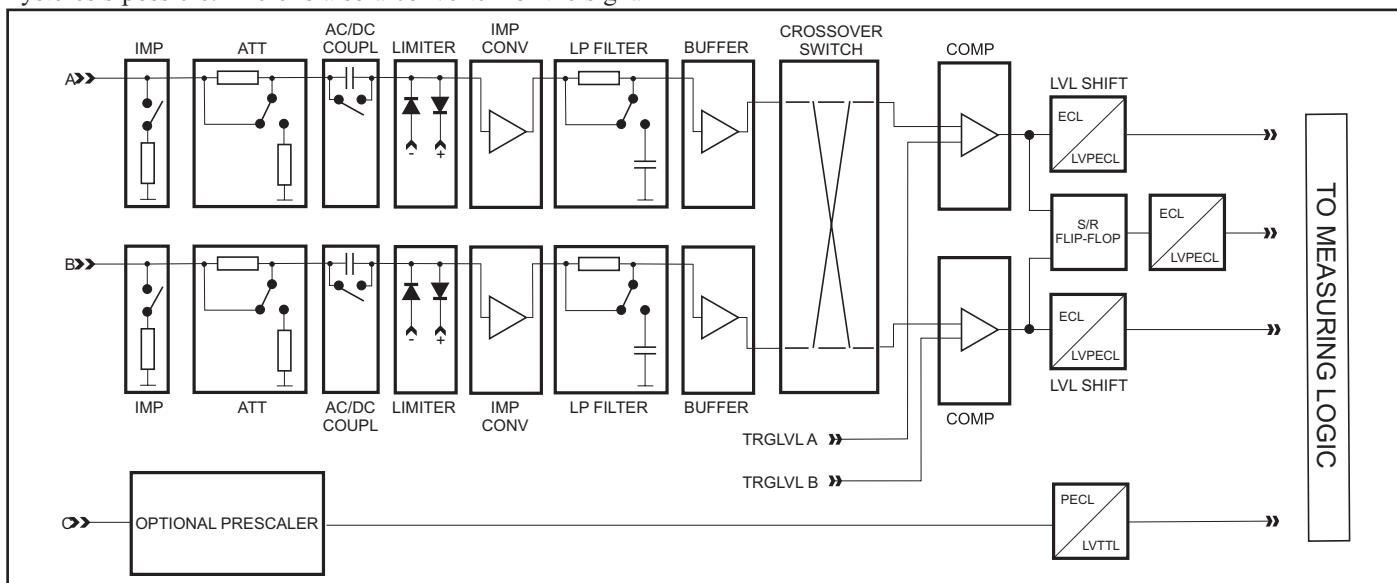 IMP
ATT
AC/DC
COUPL
LIMITER
IMP
CONV
LP FILTER
BUFFER
CROSSOVER
SWITCH
COMP
LVL SHIFT
A
ECL
LVPECL
-
+
S/R
FLIP-FLOP
ECL
LVPECL
TO MEASURING LOGIC
B
-
+
ECL
LVPECL
LVL SHIFT
IMP
ATT
AC/DC
COUPL
LIMITER
IMP
CONV
LP FILTER
BUFFER
COMP
TRGLVL A
TRGLVL B
C
OPTIONAL PRESCALER
PECL
LVTTL